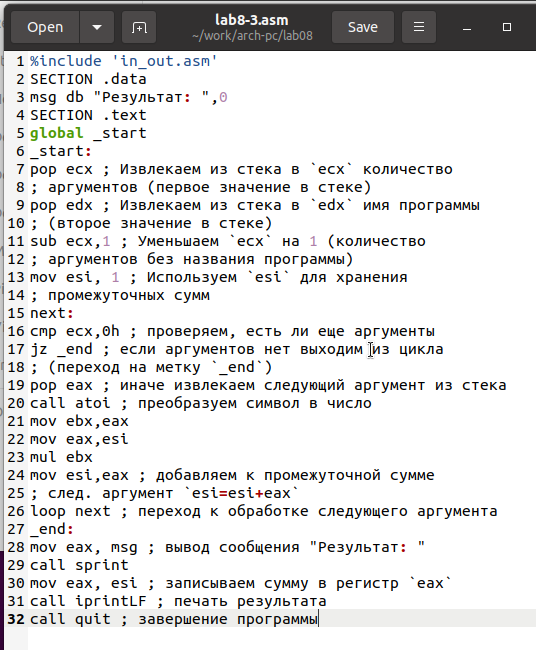 Open
lab8-3.asm
~/work/arch-pc/lab08
Save
1 %include 'in_out.asm'
2 SECTION .data
3 msg db "Результат: ",0
4 SECTION .text
5 global _start
6 _start:
7 pop ecx ; Извлекаем из стека в `ecx` количество
8 ; аргументов (первое значение в стеке)
9 pop edx ; Извлекаем из стека в `edx` имя программы
10 ; (второе значение в стеке)
11 sub ecx,1 ; Уменьшаем `ecx` на 1 (количество
12 ; аргументов без названия программы)
13 mov esi, 1 ; Используем `esi` для хранения
14 ; промежуточных сумм
15 next:
16 cmp ecx,0h ; проверяем, есть ли еще аргументы
17 jz _end ; если аргументов нет выходим из цикла
18 ; (переход на метку `_end`)
19 pop eax ; иначе извлекаем следующий аргумент из стека
20 call atoi ; преобразуем символ в число
21 mov ebx,eax
22 mov eax,esi
23 mul ebx
24 mov esi,eax ; добавляем к промежуточной сумме
25 ; след. аргумент `esi=esi+eax`
26 loop next ; переход к обработке следующего аргумента
27 _end:
28 mov eax, msg ; вывод сообщения "Результат: "
29 call sprint
30 mov eax, esi ; записываем сумму в регистр `eax`
31 call iprintLF ; печать результата
32 call quit ; завершение программы